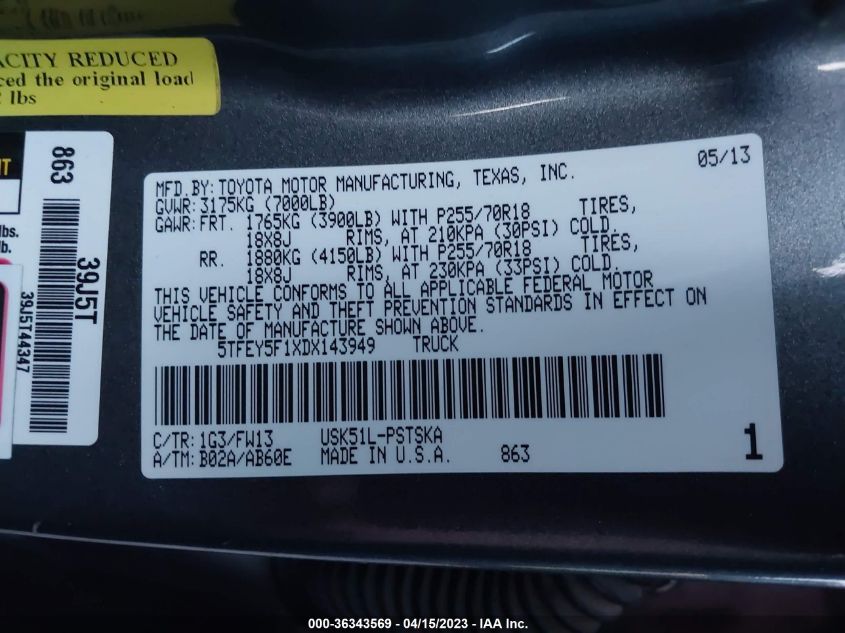 ACITY REDUCED
ced the original load
lbs
863
39J5T
39J5T44347
NT
lbs.
lb.
05/13
MFD.BY: TOYOTA MOTOR MANUFACTURING, TEXAS, INC.
GVWR: 3175KG (7000LB)
GAWR: FRT. 1765KG (3900LB) WITH P255/70R18 TIRES,
18X8J RIMS, AT 210KPA (30PSI) COLD.
RR. 1880KG (4150LB) WITH P255/70R18 TIRES,
18X8J RIMS, AT 230KPA (33PSI) COLD.
THIS VEHICLE CONFORMS TO ALL APPLICABLE FEDERAL MOTOR
VEHICLE SAFETY AND THEFT PREVENTION STANDARDS IN EFFECT ON
THE DATE OF MANUFACTURE SHOWN ABOVE.
5TFEY5F1XDX143949 TRUCK
C/TR: 1G3/FW13 USK51L-PSTSKA
A/TM: B02A/AB60E MADE IN U.S.A. 863 1
000-36343569 - 04/15/2023 - IAA Inc.